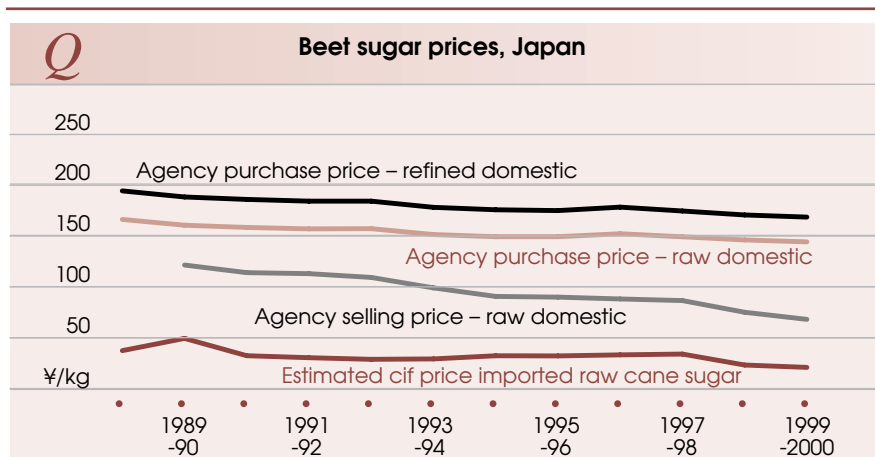 Q
Beet sugar prices, Japan
250
Agency purchase price – refined domestic
200
150
Agency purchase price – raw domestic
100
Agency selling price – raw domestic
50
Estimated cif price imported raw cane sugar
¥/kg
1989 1991 1993 1995 1997 1999
-90 -92 -94 -96 -98 -2000